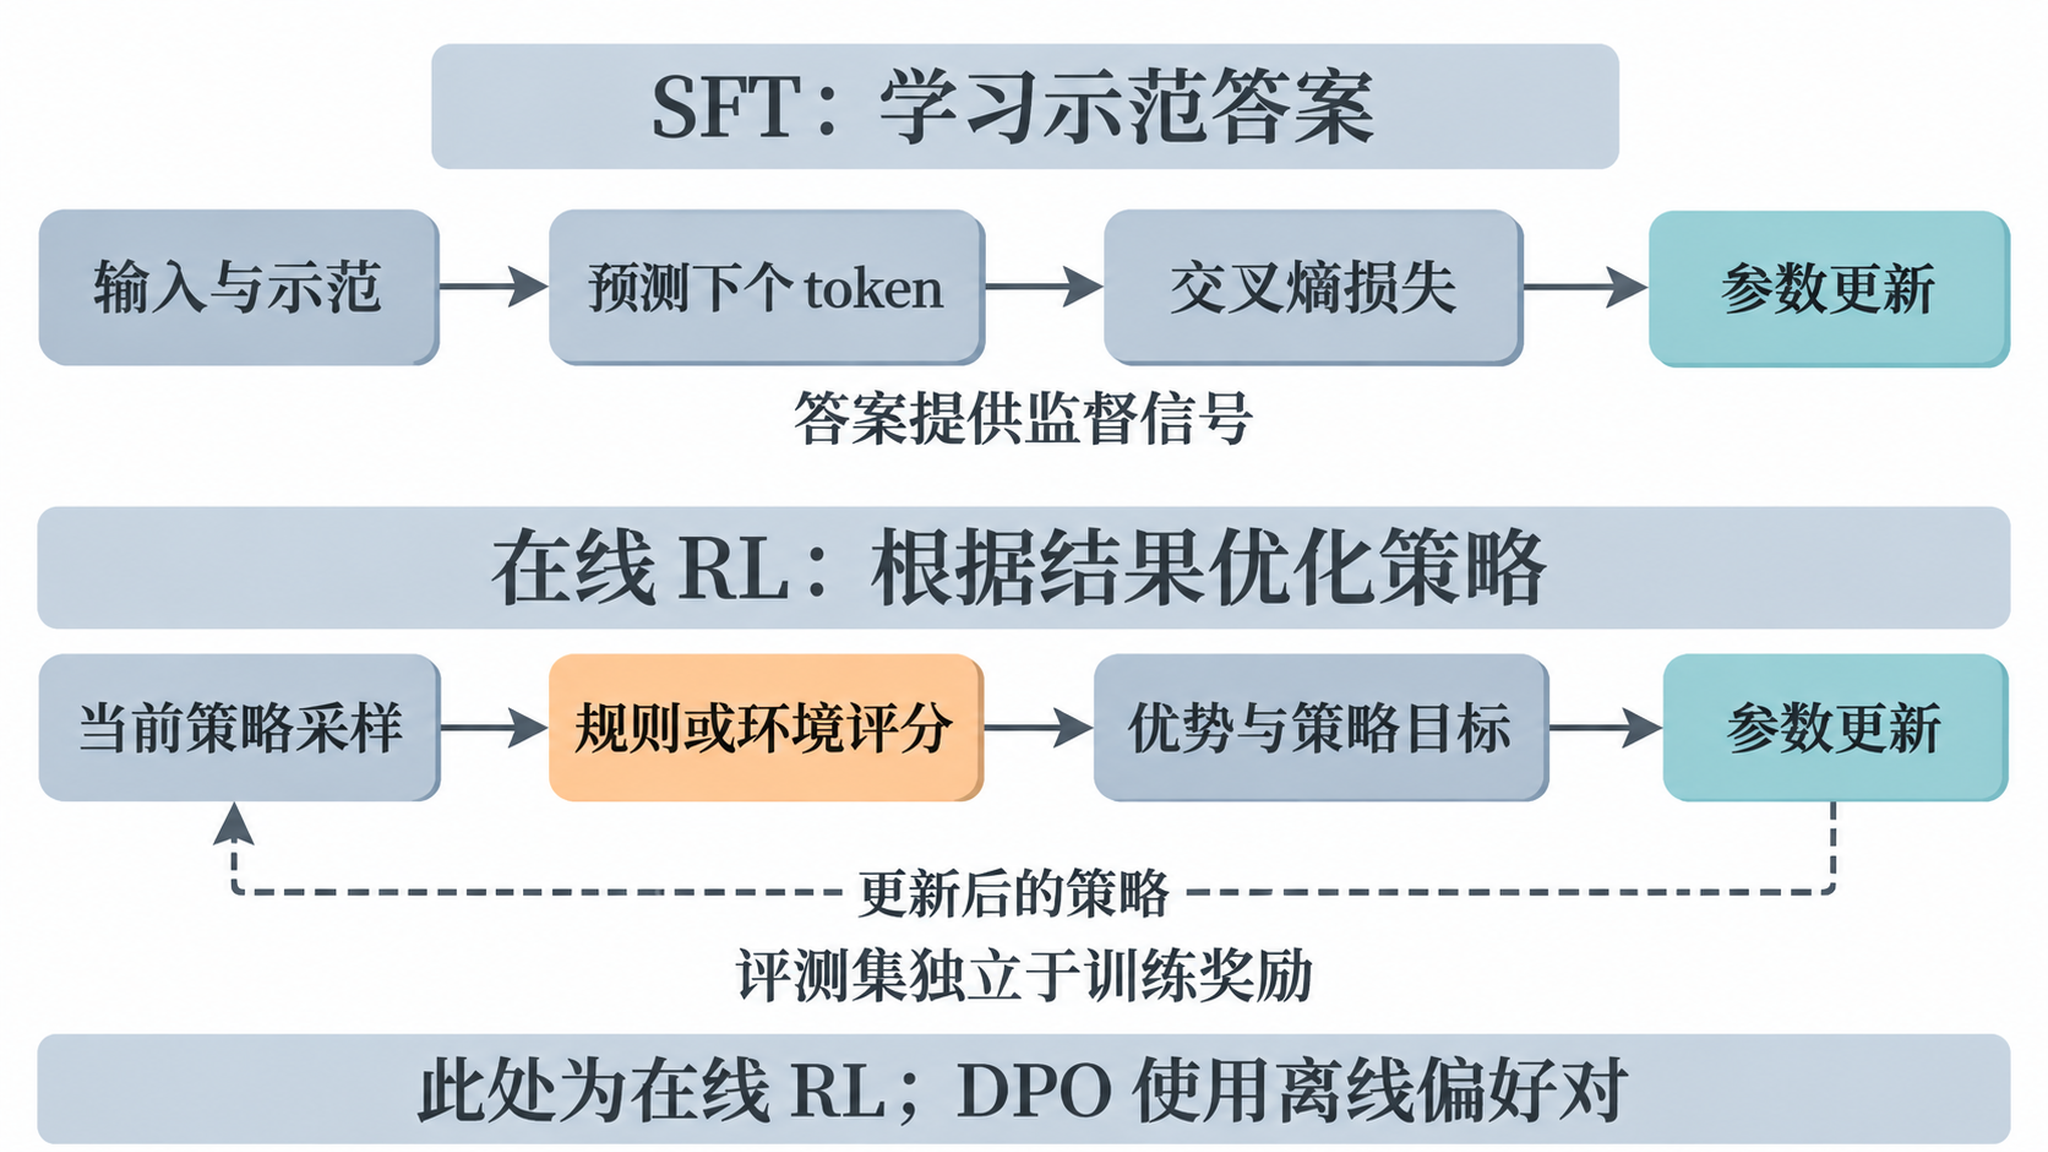 SFT：学习示范答案
输入与示范
预测下个 token
交叉熵损失
参数更新
答案提供监督信号
在线 RL：根据结果优化策略
当前策略采样
规则或环境评分
优势与策略目标
参数更新
更新后的策略
评测集独立于训练奖励
此处为在线 RL；DPO 使用离线偏好对